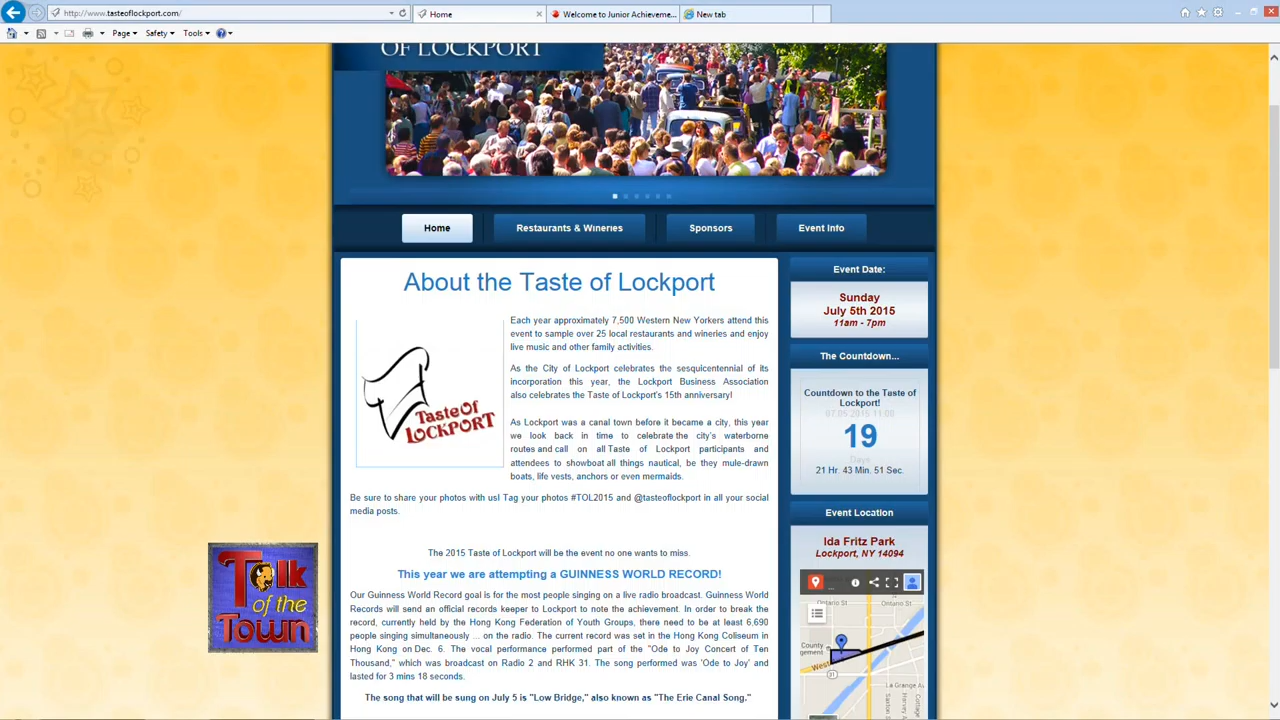 http://www.tasteoflockport.com/
Home
Welcome to Junior Achieveme...
New tab
Page
Safety
Tools
OF LOCKPORT
Home
Restaurants & Wineries
Sponsors
Event Info
About the Taste of Lockport
Taste Of
LOCKPORT
Each year approximately 7,500 Western New Yorkers attend this
event to sample over 25 local restaurants and wineries and enjoy
live music and other family activities.
As the City of Lockport celebrates the sesquicentennial of its
incorporation this year, the Lockport Business Association
also celebrates the Taste of Lockport's 15th anniversary!
As Lockport was a canal town before it became a city, this year
we look back in time to celebrate the city's waterborne
routes and call on all Taste of Lockport participants and
attendees to showboat all things nautical, be they mule-drawn
boats, life vests, anchors or even mermaids.
Be sure to share your photos with us! Tag your photos #TOL2015 and @tasteoflockport in all your social
media posts.
The 2015 Taste of Lockport will be the event no one wants to miss.
This year we are attempting a GUINNESS WORLD RECORD!
Our Guinness World Record goal is for the most people singing on a live radio broadcast. Guinness World
Records will send an official records keeper to Lockport to note the achievement. In order to break the
record, currently held by the Hong Kong Federation of Youth Groups, there need to be at least 6,690
people singing simultaneously ... on the radio. The current record was set in the Hong Kong Coliseum in
Hong Kong on Dec. 6. The vocal performance performed part of the "Ode to Joy Concert of Ten
Thousand," which was broadcast on Radio 2 and RHK 31. The song performed was 'Ode to Joy' and
lasted for 3 mins 18 seconds.
The song that will be sung on July 5 is "Low Bridge," also known as "The Erie Canal Song."
Event Date:
Sunday
July 5th 2015
11am - 7pm
The Countdown...
Countdown to the Taste of
Lockport!
07.05.2015 11:00
19
Days
21 Hr. 43 Min. 51 Sec.
Event Location
Ida Fritz Park
Lockport, NY 14094
...
Ontario St
Ontario St
County
gement
West
31
La Grange Av
Talk
of the
Town